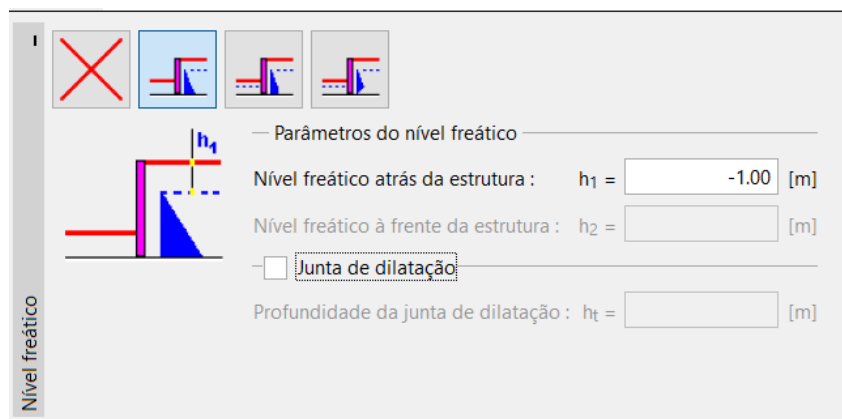 h1
Parâmetros do nível freático
Nível freático atrás da estrutura : h1 = -1.00 [m]
Nível freático à frente da estrutura : h2 = [m]
Junta de dilatação
Profundidade da junta de dilatação : ht = [m]
Nível freático